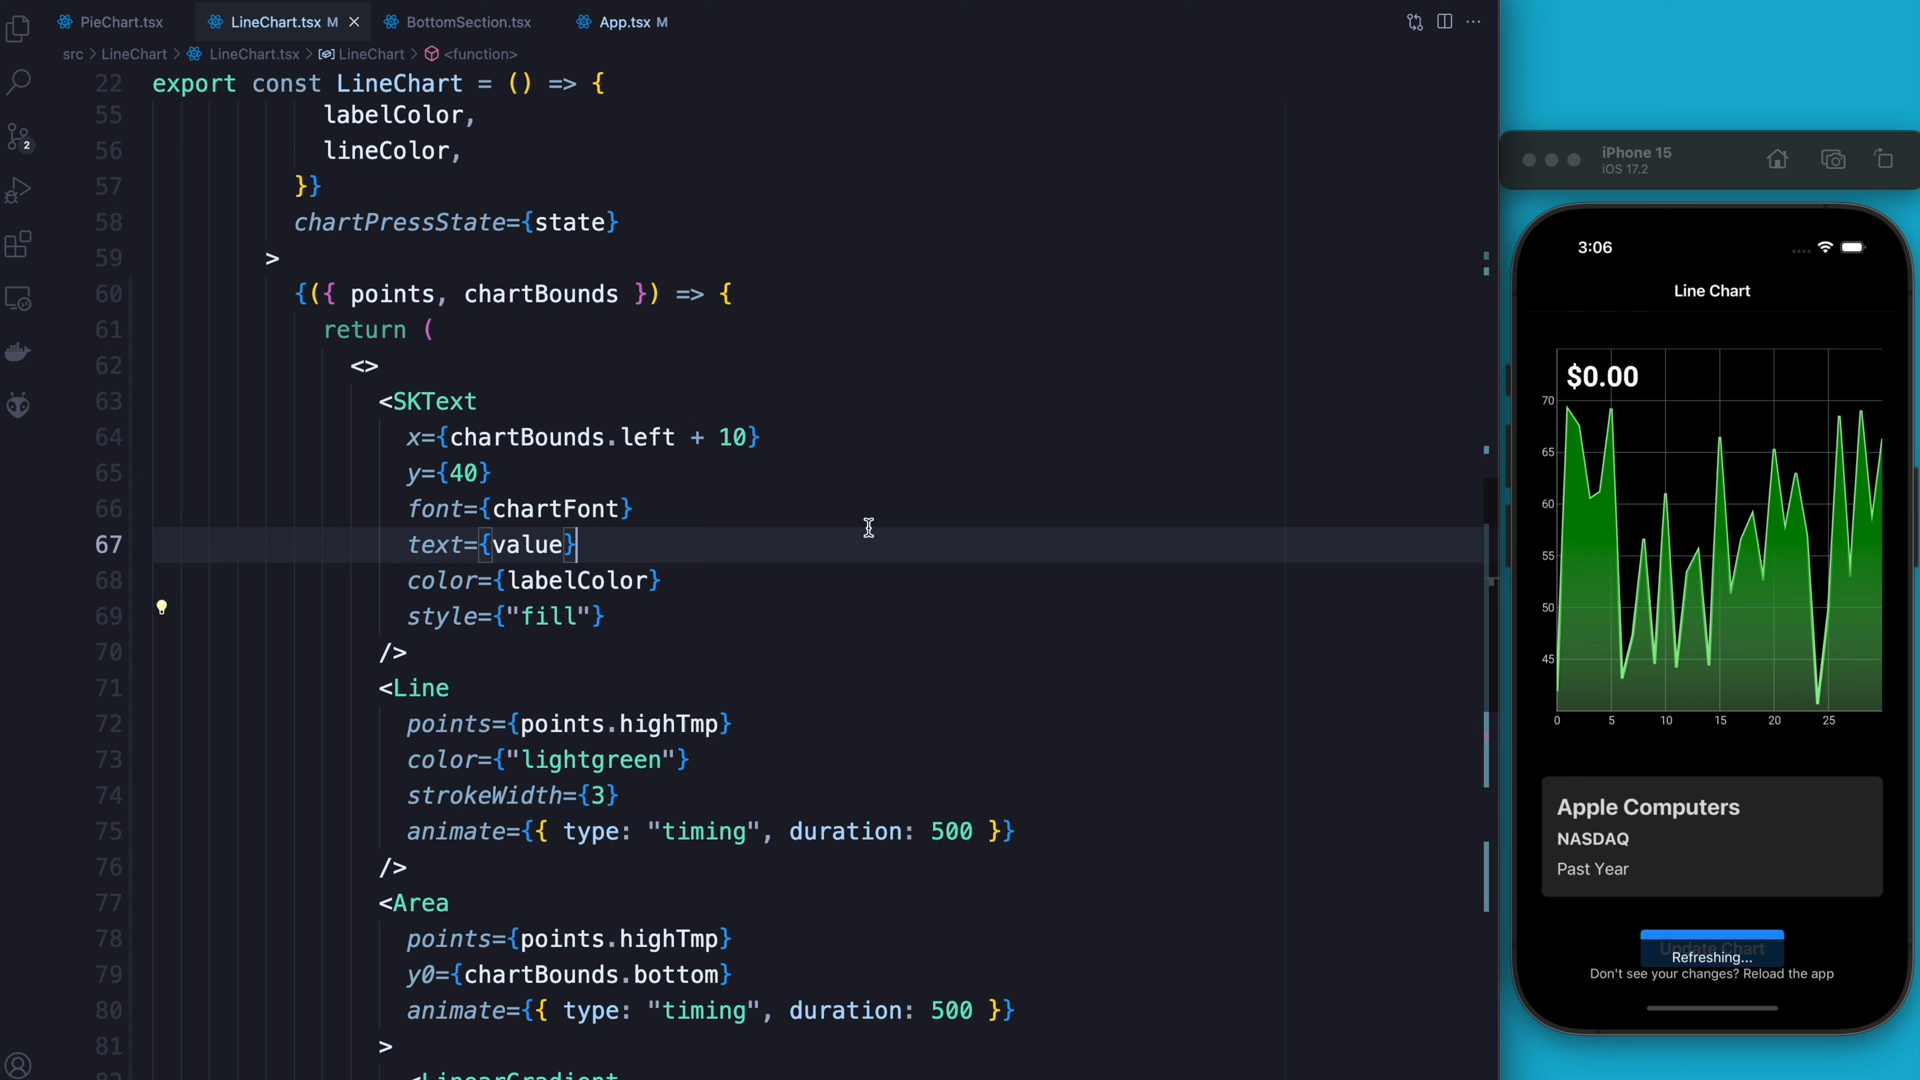 PieChart.tsx
LineChart.tsx M
BottomSection.tsx
App.tsx M
src > LineChart > LineChart.tsx > LineChart > <function>
22 export const LineChart = () => {
55 labelColor,
56 lineColor,
57 }}
58 chartPressState={state}
59 >
60 {({ points, chartBounds }) => {
61 return (
62 <>
63 <SKText
64 x={chartBounds.left + 10}
65 y={40}
66 font={chartFont}
67 text={value}
68 color={labelColor}
69 style={"fill"}
70 />
71 <Line
72 points={points.highTmp}
73 color={"lightgreen"}
74 strokeWidth={3}
75 animate={{ type: "timing", duration: 500 }}
76 />
77 <Area
78 points={points.highTmp}
79 y0={chartBounds.bottom}
80 animate={{ type: "timing", duration: 500 }}
81 >
<LinearGradient
2
iPhone 15
iOS 17.2
3:06
Line Chart
$0.00
70
65
60
55
50
45
0 5 10 15 20 25
Apple Computers
NASDAQ
Past Year
Update Chart
Refreshing...
Don't see your changes? Reload the app